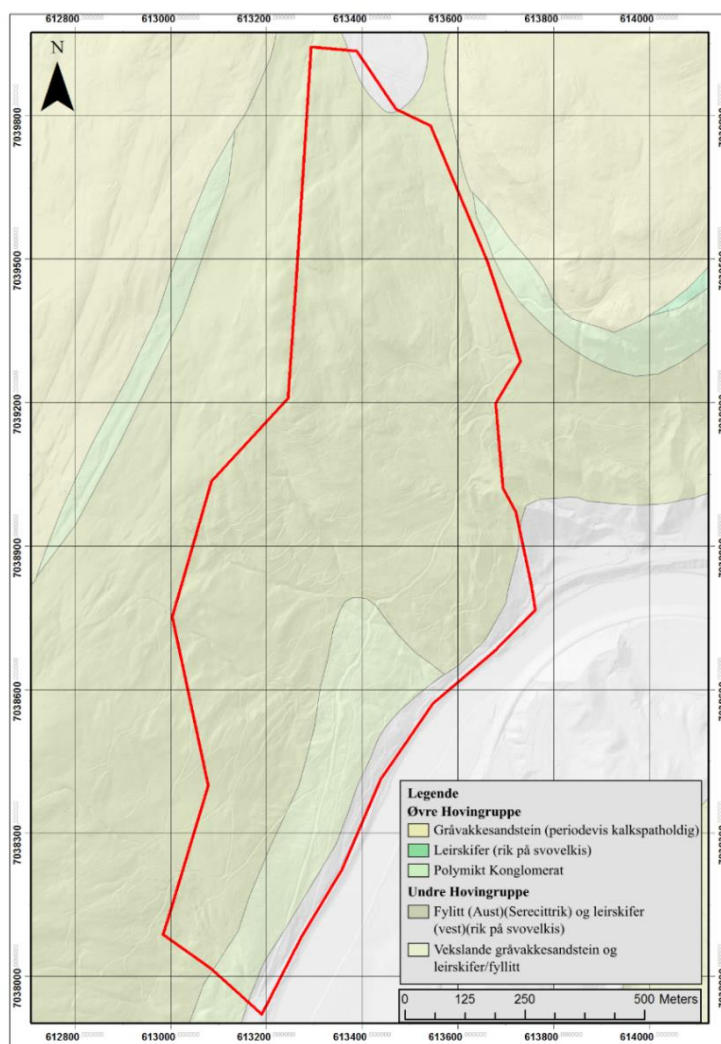 612800 613000 613200 613400 613600 613800 614000
N
7039800
7039500
7039200
7038900
7038600
7038300
7038000
Legende
Øvre Hovingruppe
Gråvakkesandstein (periodevis kalkspatholdig)
Leirskifer (rik på svovelkis)
Polymikt Konglomerat
Undre Hovingruppe
Fylitt (Aust)(Serecittrik) og leirskifer
(vest)(rik på svovelkis)
Vekslande gråvakkesandstein og
leirskifer/fyllitt
0 125 250 500 Meters
612800 613000 613200 613400 613600 613800 614000